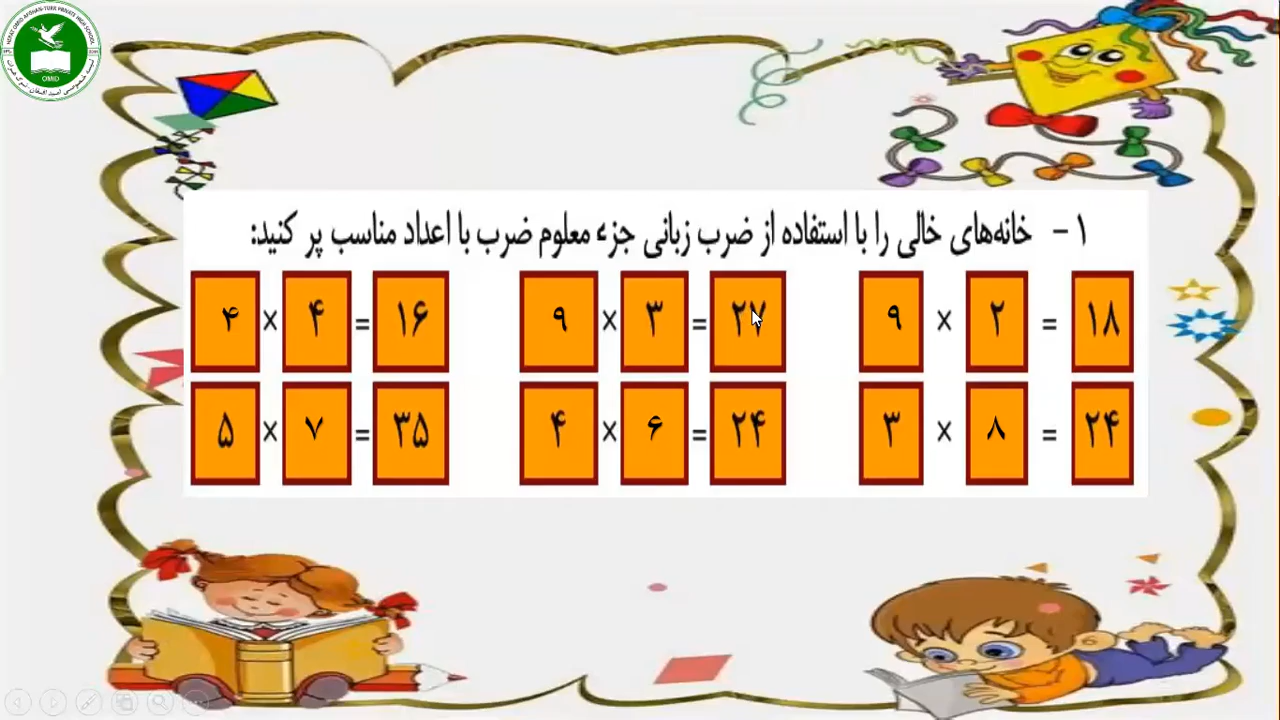 ۱ - خانه‌های خالی را با استفاده از ضرب زبانی جزء معلوم ضرب با اعداد مناسب پر کنید:
۴ × ۴ = ۱۶
۹ × ۳ = ۲۷
۹ × ۲ = ۱۸
۵ × ۷ = ۳۵
۴ × ۶ = ۲۴
۳ × ۸ = ۲۴
OMID